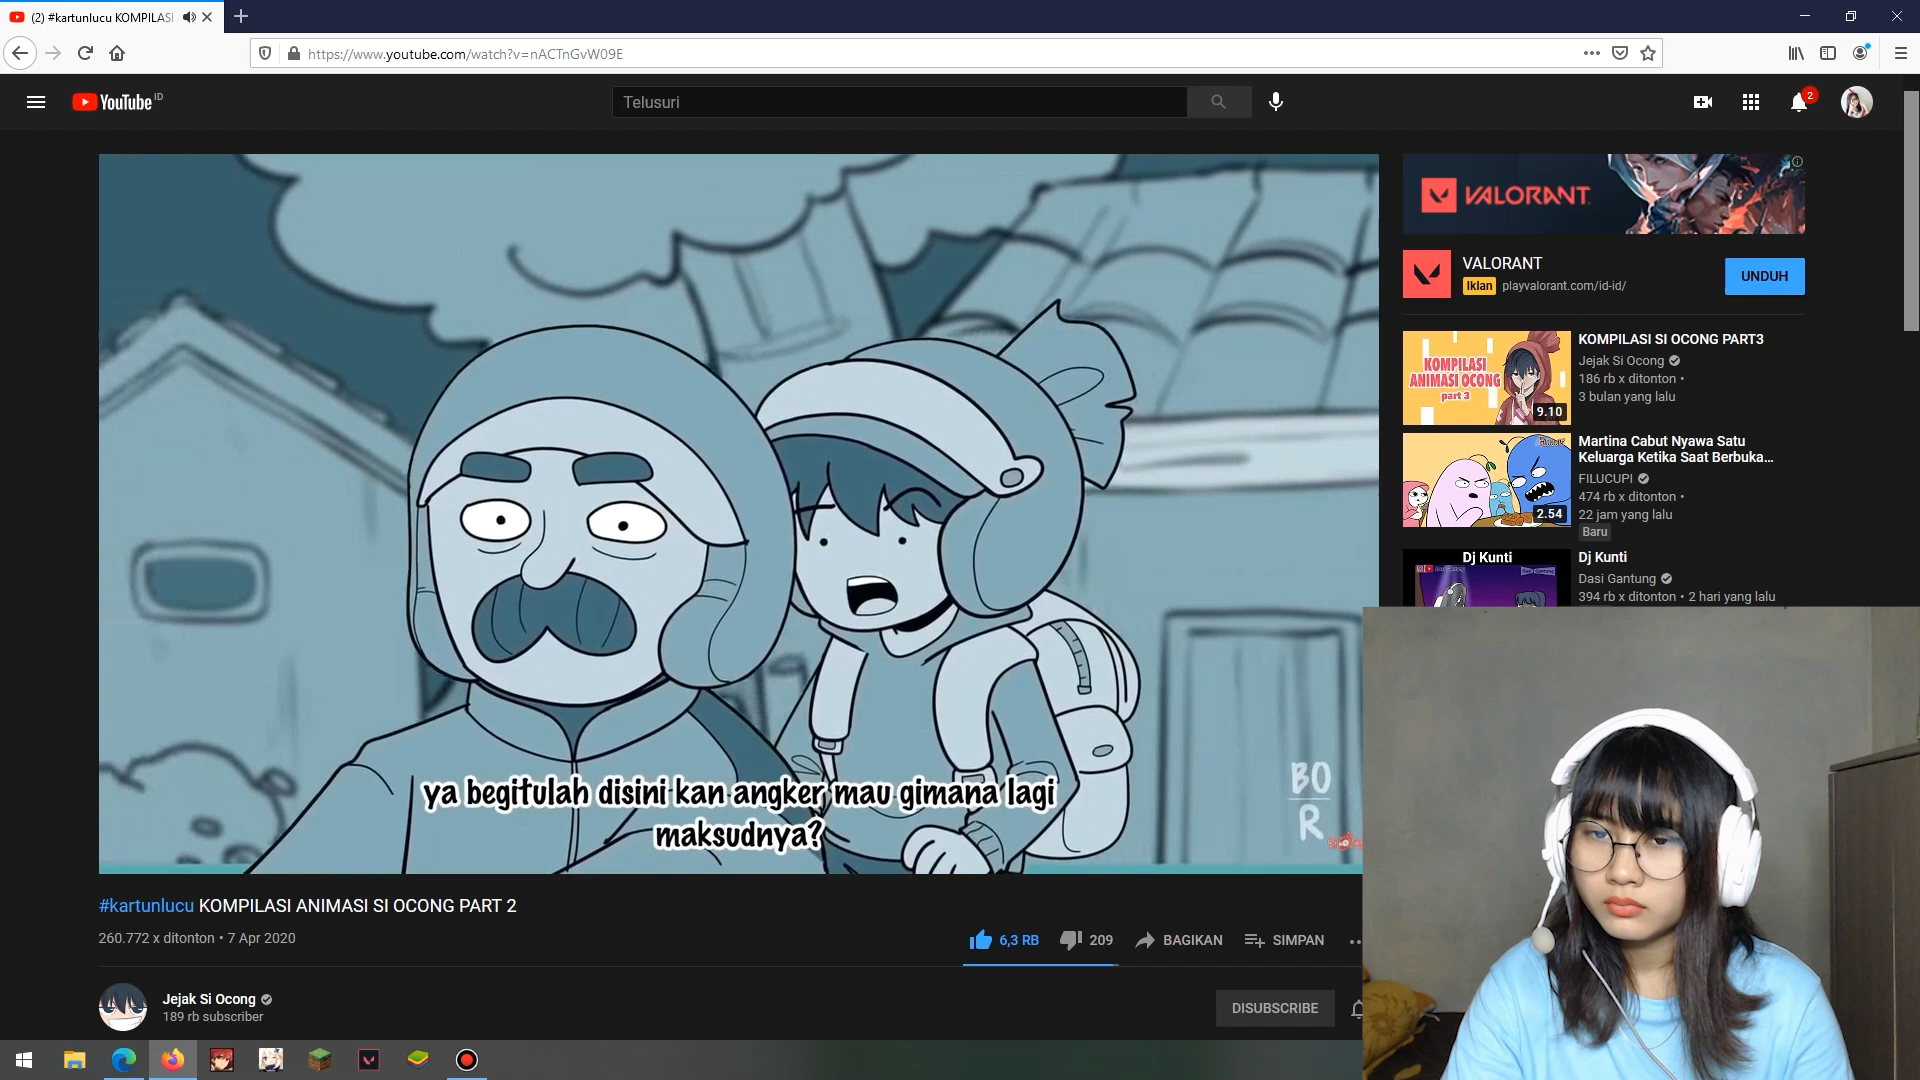 (2) #kartunlucu KOMPILASI
https://www.youtube.com/watch?v=nACTnGvW09E
YouTube ID
Telusuri
2
VALORANT
VALORANT
Iklan playvalorant.com/id-id/
UNDUH
KOMPILASI
ANIMASI OCONG
part 3
9.10
KOMPILASI SI OCONG PART3
Jejak Si Ocong
186 rb x ditonton •
3 bulan yang lalu
2.54
Martina Cabut Nyawa Satu
Keluarga Ketika Saat Berbuka...
FILUCUPI
474 rb x ditonton •
22 jam yang lalu
Baru
Dj Kunti
Dj Kunti
Dasi Gantung
394 rb x ditonton • 2 hari yang lalu
ya begitulah disini kan angker mau gimana lagi
maksudnya?
BO
R
#kartunlucu KOMPILASI ANIMASI SI OCONG PART 2
260.772 x ditonton • 7 Apr 2020
6,3 RB
209
BAGIKAN
SIMPAN
Jejak Si Ocong
189 rb subscriber
DISUBSCRIBE